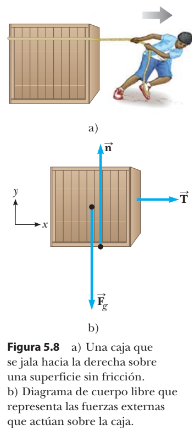 a)
n
y
x
T
Fg
b)
Figura 5.8 a) Una caja que
se jala hacia la derecha sobre
una superficie sin fricción.
b) Diagrama de cuerpo libre que
representa las fuerzas externas
que actúan sobre la caja.